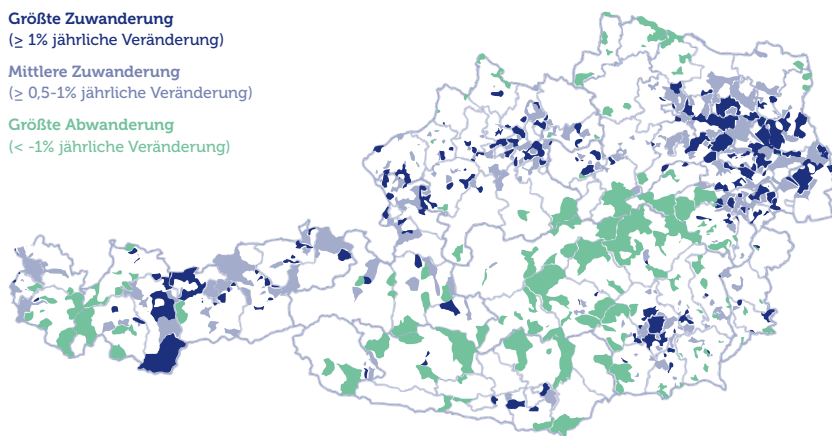 Größte Zuwanderung
(≥ 1% jährliche Veränderung)
Mittlere Zuwanderung
(≥ 0,5-1% jährliche Veränderung)
Größte Abwanderung
(< -1% jährliche Veränderung)